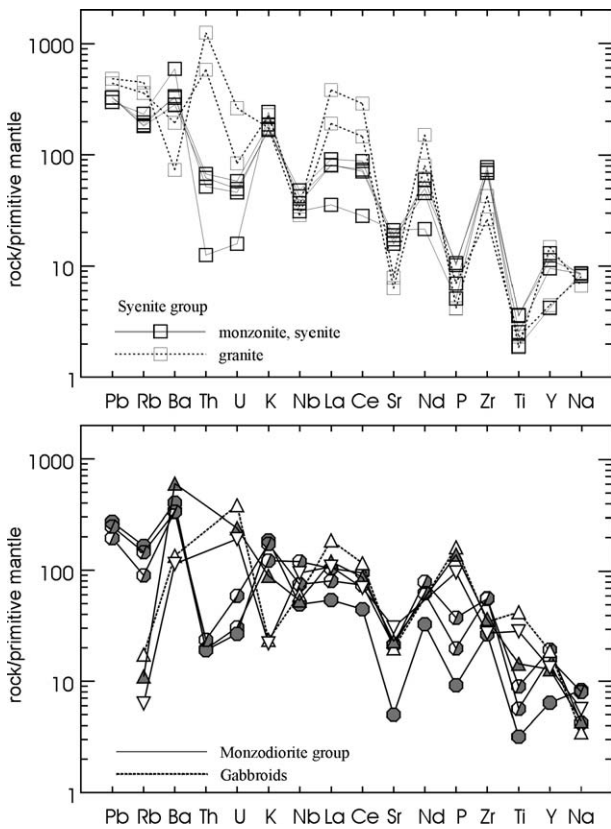 1000
100
10
1
rock/primitive mantle
Syenite group
monzonite, syenite
granite
Pb Rb Ba Th U K Nb La Ce Sr Nd P Zr Ti Y Na
1000
100
10
1
rock/primitive mantle
Monzodiorite group
Gabbroids
Pb Rb Ba Th U K Nb La Ce Sr Nd P Zr Ti Y Na